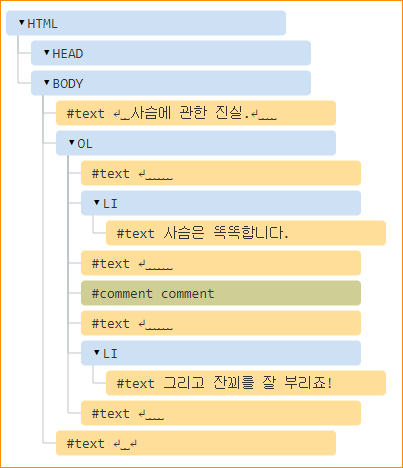 ▾HTML
▾HEAD
▾BODY
#text ↲␣␣사슴에 관한 진실.↲␣␣␣␣
▾OL
#text ↲␣␣␣␣␣␣
▾LI
#text 사슴은 똑똑합니다.
#text ↲␣␣␣␣␣␣
#comment comment
#text ↲␣␣␣␣␣␣
▾LI
#text 그리고 잔꾀를 잘 부리죠!
#text ↲␣␣␣␣
#text ↲␣␣↲